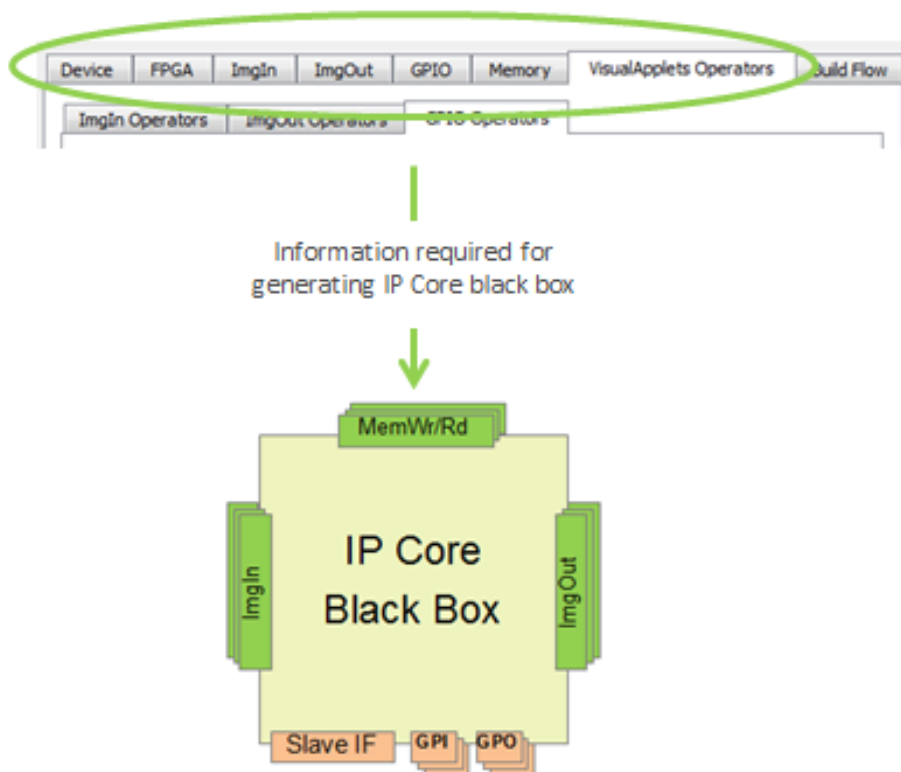 Device FPGA ImgIn ImgOut GPIO Memory VisualApplets Operators Build Flow
ImgIn Operators ImgOut Operators GPIO Operators
Information required for
generating IP Core black box
MemWr/Rd
IP Core
Black Box
ImgIn
ImgOut
Slave IF GPI GPO